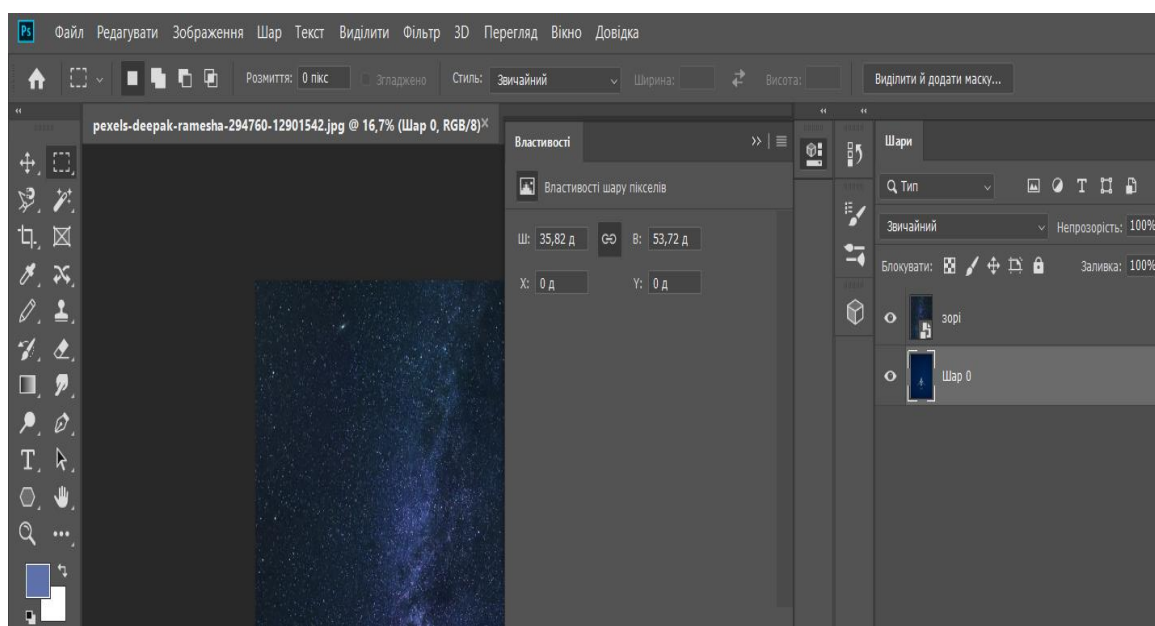 Ps Файл Редагувати Зображення Шар Текст Виділити Фільтр 3D Перегляд Вікно Довідка
Розмиття: 0 пікс Згладжено Стиль: Звичайний Ширина: Висота: Виділити й додати маску...
pexels-deepak-ramesha-294760-12901542.jpg @ 16,7% (Шар 0, RGB/8)
Властивості
Властивості шару пікселів
Ш: 35,82 д В: 53,72 д
X: 0 д Y: 0 д
Шари
Тип
Звичайний Непрозорість: 100%
Блокувати: Заливка: 100%
зорі
Шар 0